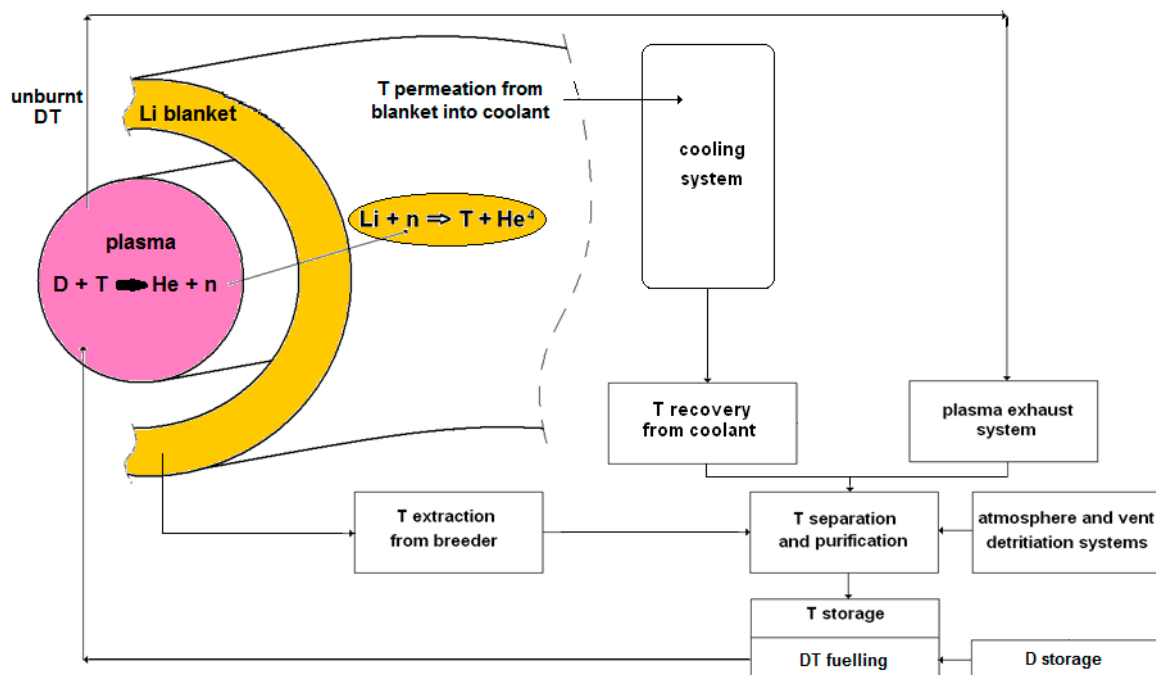 unburnt
DT
Li blanket
T permeation from
blanket into coolant
cooling
system
Li + n ⇒ T + He⁴
plasma
D + T ➡ He + n
T recovery
from coolant
plasma exhaust
system
T extraction
from breeder
T separation
and purification
atmosphere and vent
detritiation systems
T storage
DT fuelling
D storage